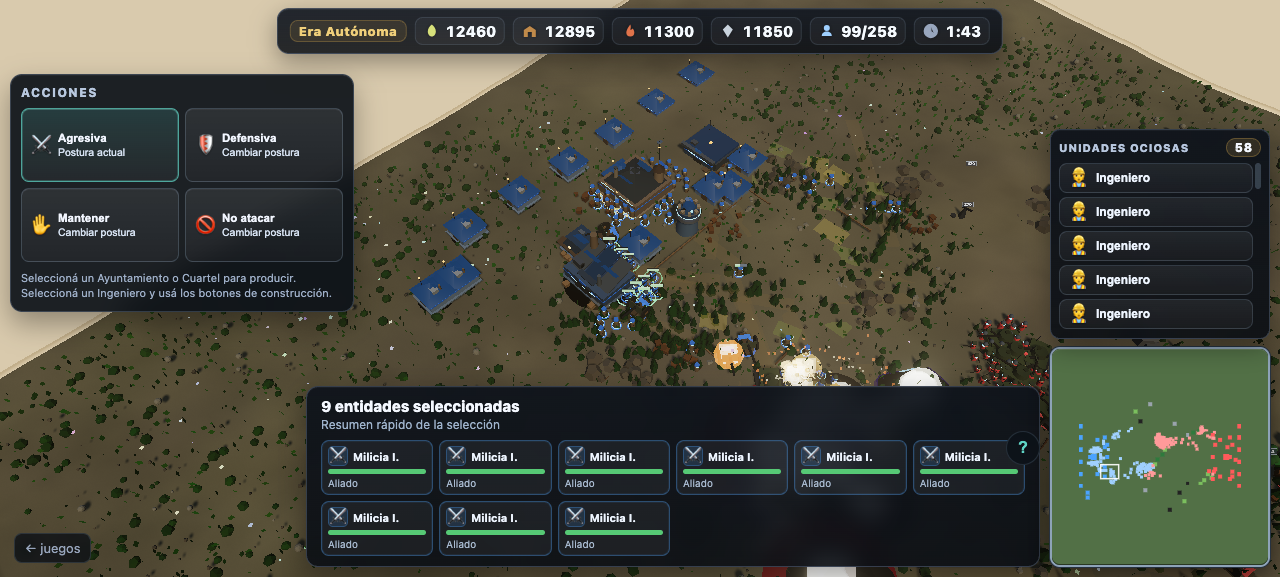 Era Autónoma
12460
12895
11300
11850
99/258
1:43
ACCIONES
Agresiva
Postura actual
Defensiva
Cambiar postura
Mantener
Cambiar postura
No atacar
Cambiar postura
Seleccioná un Ayuntamiento o Cuartel para producir.
Seleccioná un Ingeniero y usá los botones de construcción.
UNIDADES OCIOSAS
58
Ingeniero
Ingeniero
Ingeniero
Ingeniero
Ingeniero
9 entidades seleccionadas
Resumen rápido de la selección
?
Milicia I.
Aliado
Milicia I.
Aliado
Milicia I.
Aliado
Milicia I.
Aliado
Milicia I.
Aliado
Milicia I.
Aliado
Milicia I.
Aliado
Milicia I.
Aliado
Milicia I.
Aliado
← juegos